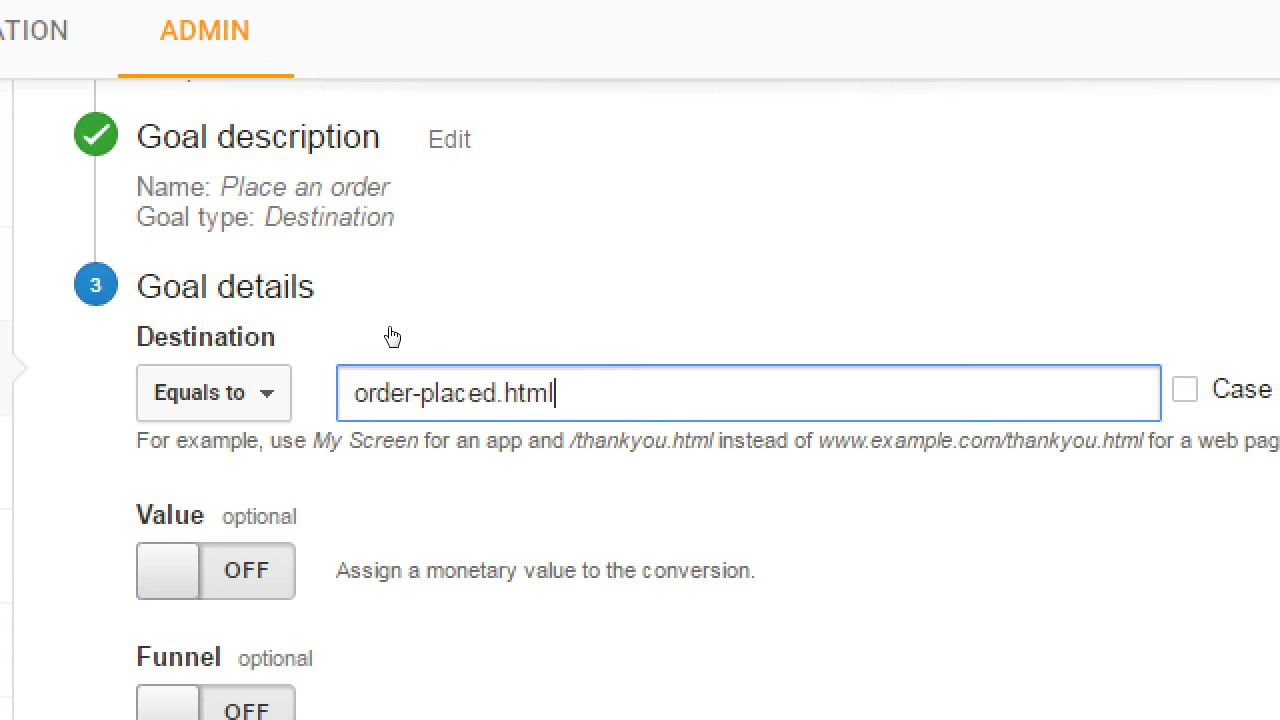 ATION ADMIN
Goal description Edit
Name: Place an order
Goal type: Destination
3 Goal details
Destination
Equals to order-placed.html Case
For example, use My Screen for an app and /thankyou.html instead of www.example.com/thankyou.html for a web pag
Value optional
OFF Assign a monetary value to the conversion.
Funnel optional
OFF